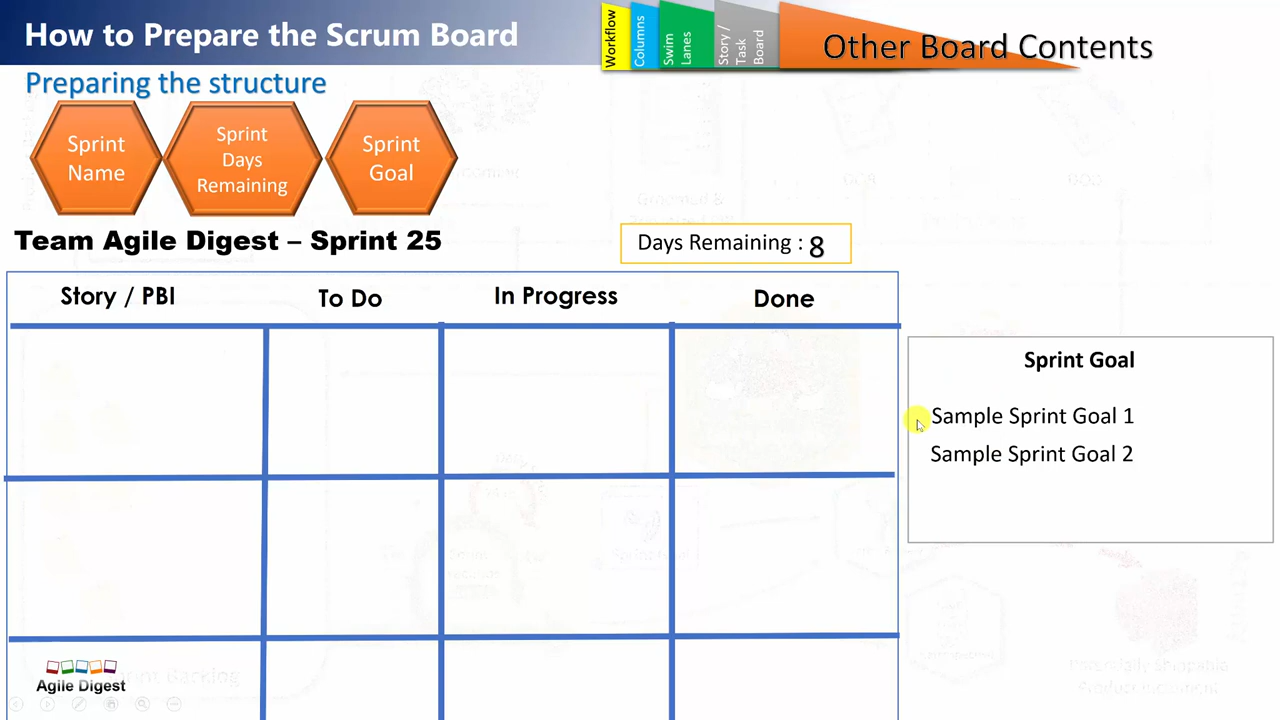 How to Prepare the Scrum Board
Workflow
Columns
Swim
Lanes
Story /
Task
Board
Other Board Contents
Preparing the structure
Sprint
Name
Sprint
Days
Remaining
Sprint
Goal
Team Agile Digest – Sprint 25
Days Remaining : 8
Story / PBI
To Do
In Progress
Done
Sprint Goal
Sample Sprint Goal 1
Sample Sprint Goal 2
Agile Digest